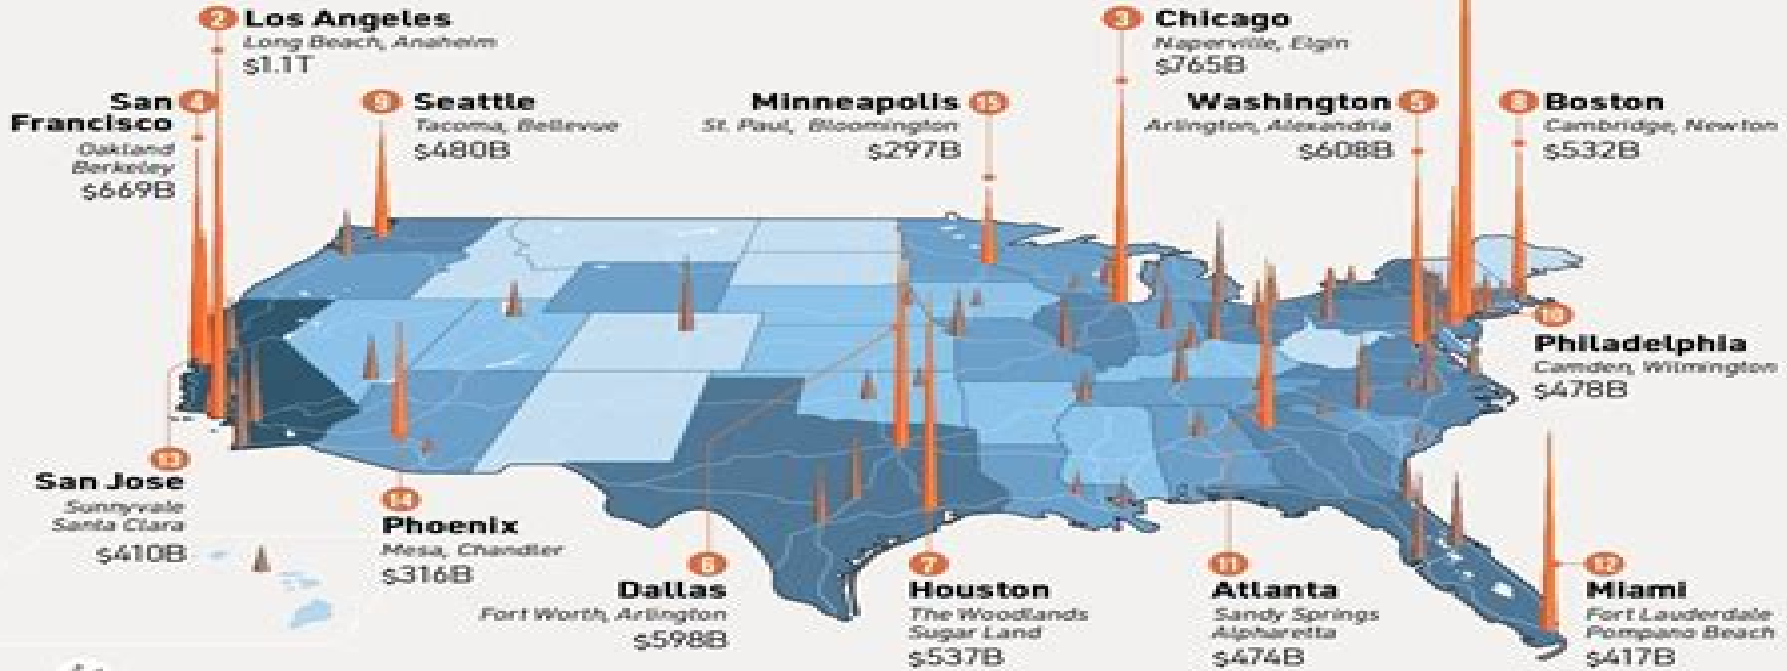 2 Los Angeles
Long Beach, Anaheim
$1.1T
3 Chicago
Naperville, Elgin
$765B
San Francisco 4
Oakland
Berkeley
$669B
9 Seattle
Tacoma, Bellevue
$480B
Minneapolis 15
St. Paul, Bloomington
$297B
Washington 5
Arlington, Alexandria
$608B
8 Boston
Cambridge, Newton
$532B
10
Philadelphia
Camden, Wilmington
$478B
13
San Jose
Sunnyvale
Santa Clara
$410B
14
Phoenix
Mesa, Chandler
$316B
6
Dallas
Fort Worth, Arlington
$598B
7
Houston
The Woodlands
Sugar Land
$537B
11
Atlanta
Sandy Springs
Alpharetta
$474B
12
Miami
Fort Lauderdale
Pompano Beach
$417B